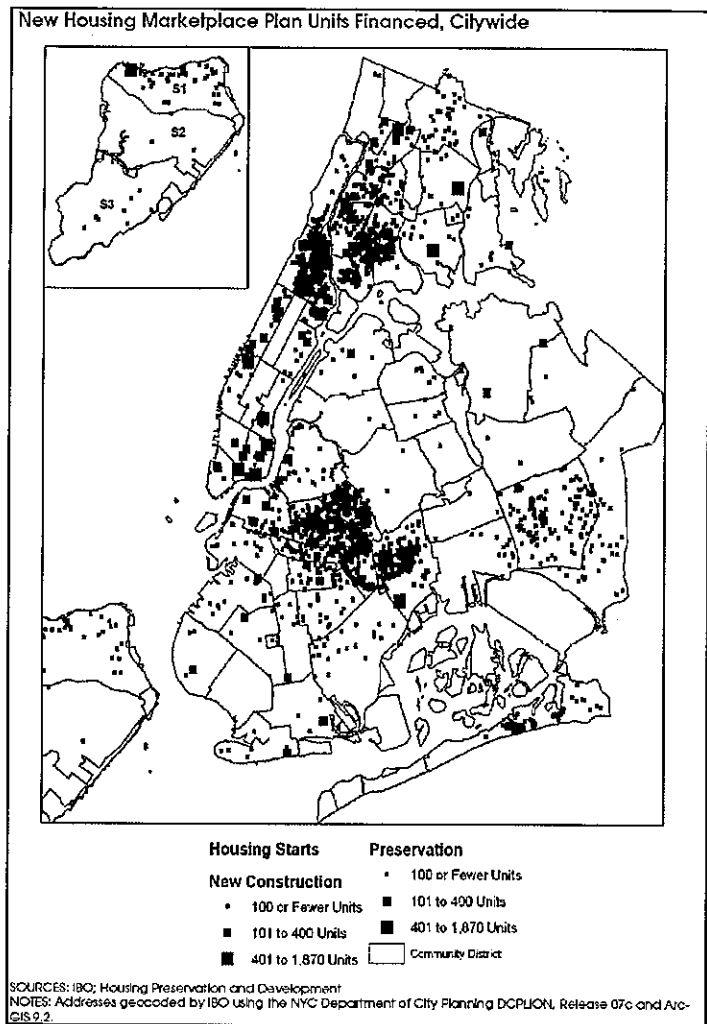 New Housing Marketplace Plan Units Financed, Citywide
S1
S2
S3
Housing Starts
New Construction
100 or Fewer Units
101 to 400 Units
401 to 1,870 Units
Preservation
100 or Fewer Units
101 to 400 Units
401 to 1,870 Units
Community District
SOURCES: IBO; Housing Preservation and Development
NOTES: Addresses geocoded by IBO using the NYC Department of City Planning DCPLION, Release 07c and Arc-
GIS 9.2.